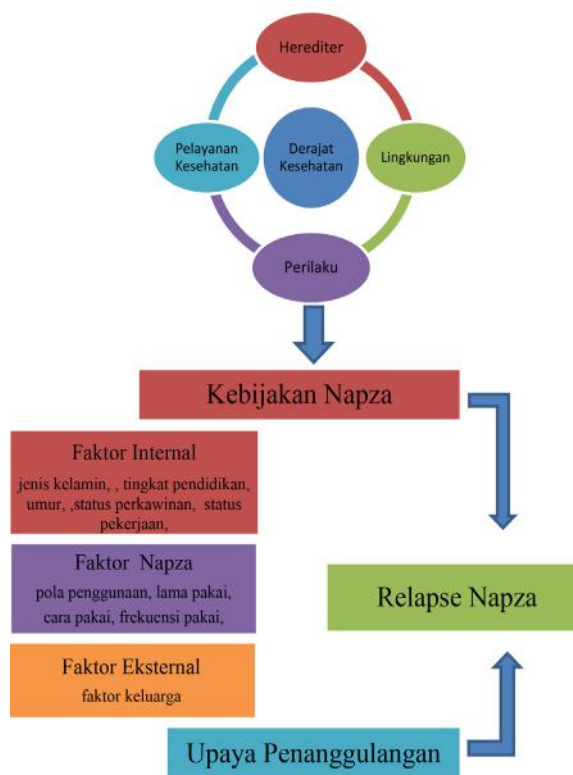 Herediter
Pelayanan
Kesehatan
Derajat
Kesehatan
Lingkungan
Perilaku
Kebijakan Napza
Faktor Internal
jenis kelamin, , tingkat pendidikan,
umur, ,status perkawinan, status
pekerjaan,
Faktor Napza
pola penggunaan, lama pakai,
cara pakai, frekuensi pakai,
Relapse Napza
Faktor Eksternal
faktor keluarga
Upaya Penanggulangan